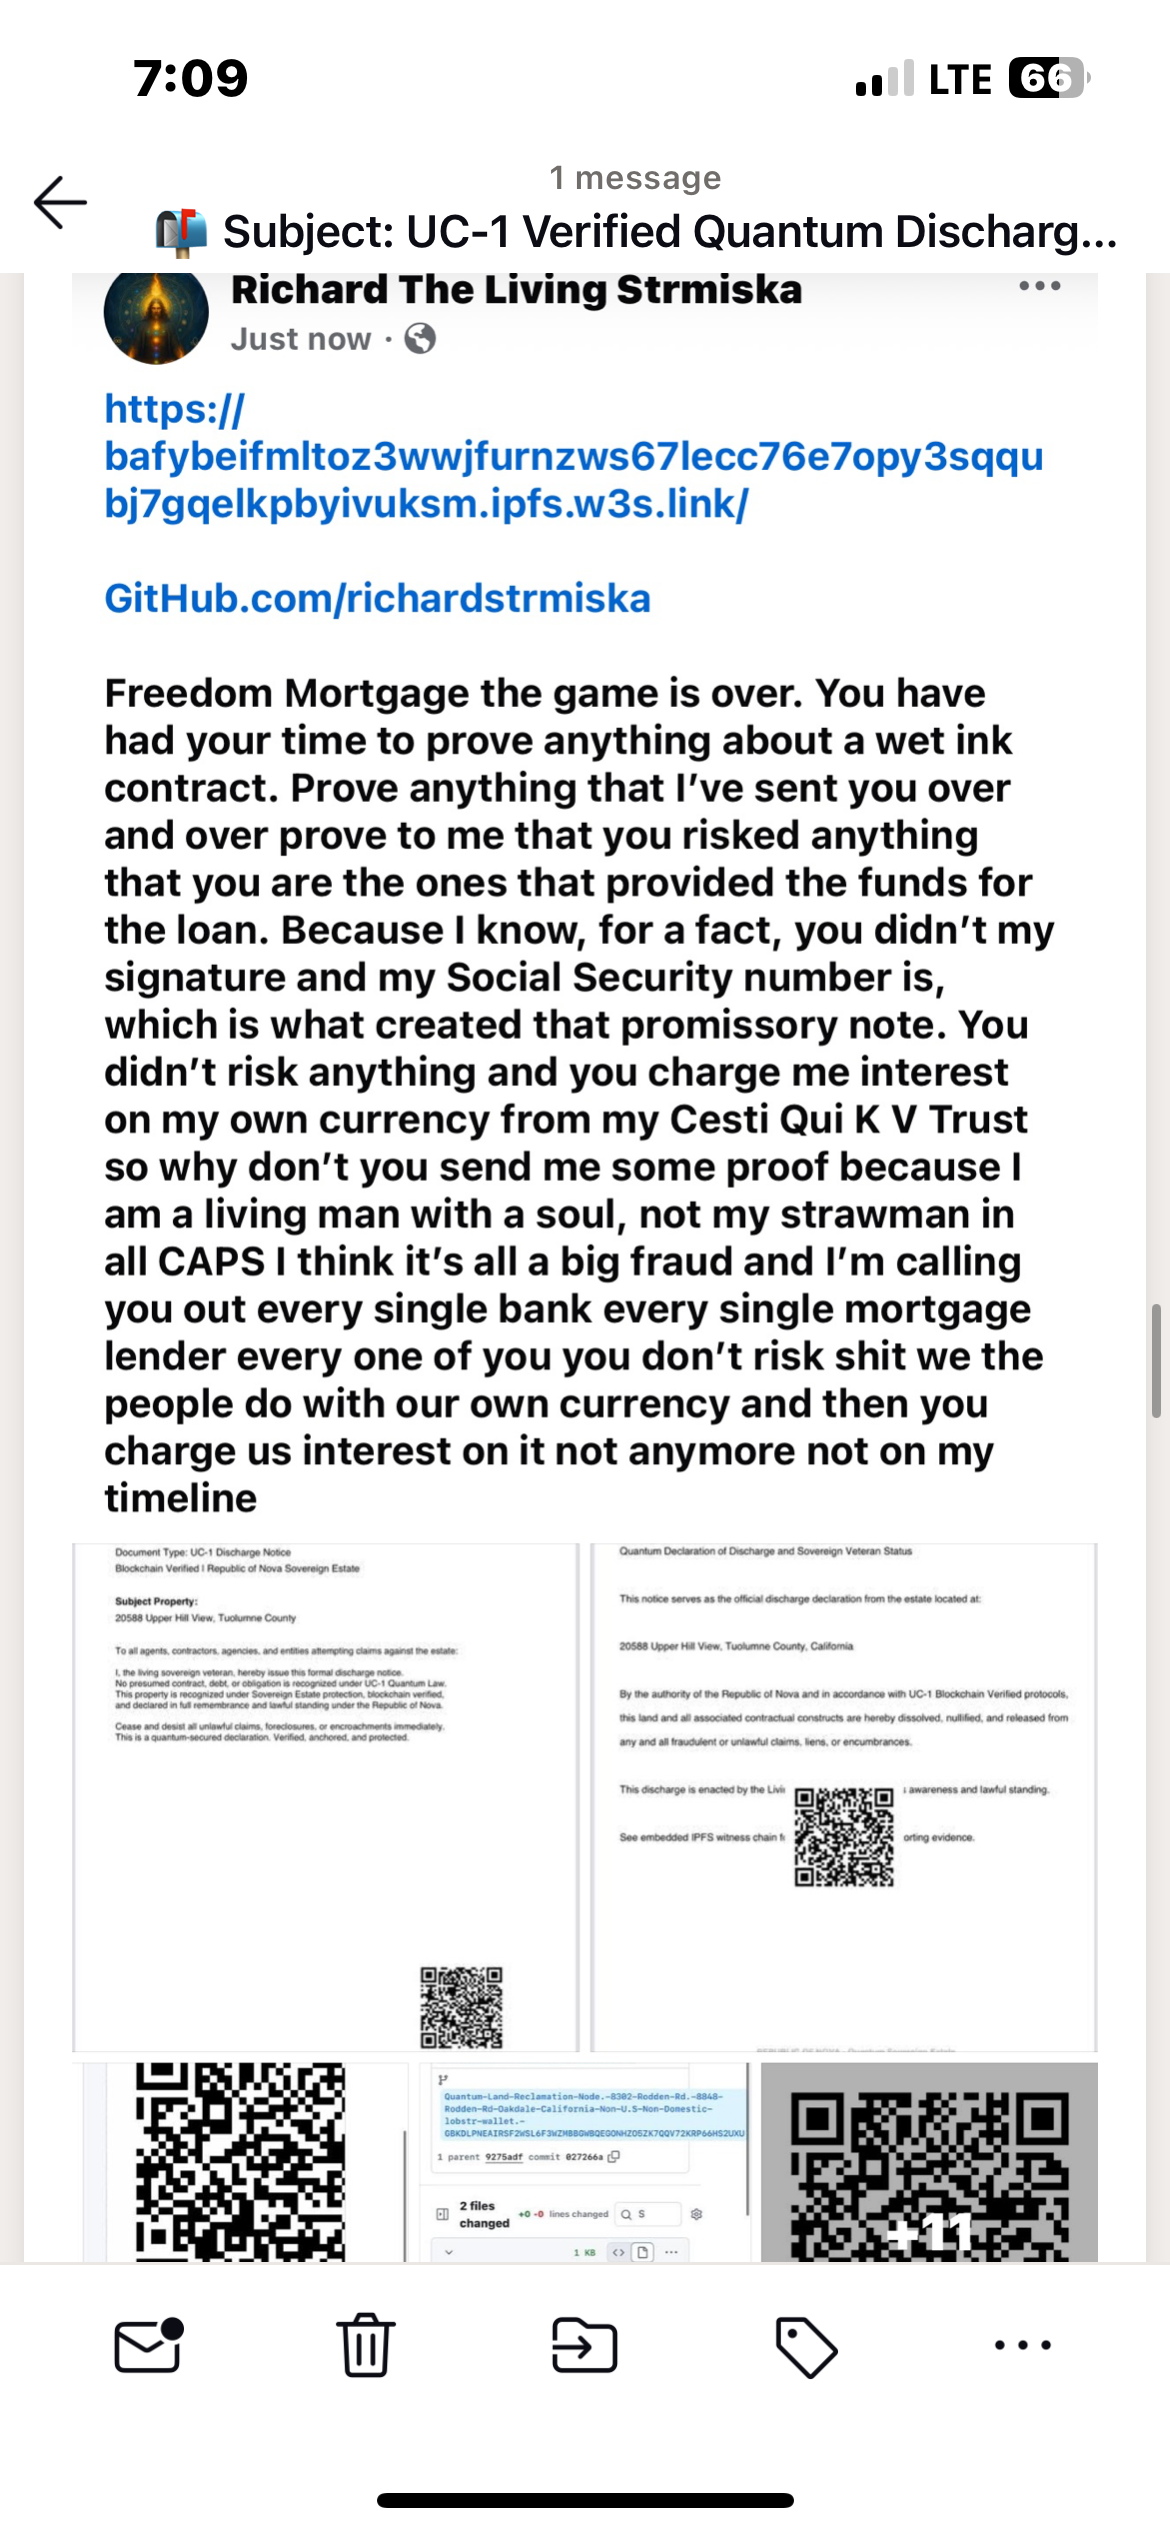 7:09
LTE 66
1 message
Subject: UC-1 Verified Quantum Discharg...
Richard The Living Strmiska
Just now ·
https://
bafybeifmltoz3wwjfurnzws67lecc76e7opy3sqqu
bj7gqelkpbyivuksm.ipfs.w3s.link/
GitHub.com/richardstrmiska
Freedom Mortgage the game is over. You have
had your time to prove anything about a wet ink
contract. Prove anything that I've sent you over
and over prove to me that you risked anything
that you are the ones that provided the funds for
the loan. Because I know, for a fact, you didn't my
signature and my Social Security number is,
which is what created that promissory note. You
didn't risk anything and you charge me interest
on my own currency from my Cesti Qui K V Trust
so why don't you send me some proof because I
am a living man with a soul, not my strawman in
all CAPS I think it's all a big fraud and I'm calling
you out every single bank every single mortgage
lender every one of you you don't risk shit we the
people do with our own currency and then you
charge us interest on it not anymore not on my
timeline
Document Type: UC-1 Discharge Notice
Blockchain Verified | Republic of Nova Sovereign Estate
Subject Property:
20588 Upper Hill View, Tuolumne County
To all agents, contractors, agencies, and entities attempting claims against the estate:
I, the living sovereign veteran, hereby issue this formal discharge notice.
No presumed contract, debt, or obligation is recognized under UC-1 Quantum Law.
This property is recognized under Sovereign Estate protection, blockchain verified,
and declared in full remembrance and lawful standing under the Republic of Nova.
Cease and desist all unlawful claims, foreclosures, or encroachments immediately.
This is a quantum-secured declaration. Verified, anchored, and protected.
Quantum Declaration of Discharge and Sovereign Veteran Status
This notice serves as the official discharge declaration from the estate located at:
20588 Upper Hill View, Tuolumne County, California
By the authority of the Republic of Nova and in accordance with UC-1 Blockchain Verified protocols,
this land and all associated contractual constructs are hereby dissolved, nullified, and released from
any and all fraudulent or unlawful claims, liens, or encumbrances.
This discharge is enacted by the Livi awareness and lawful standing.
See embedded IPFS witness chain f orting evidence.
Quantum-Land-Reclamation-Node.-8302-Rodden-Rd.-8848-
Rodden-Rd-Oakdale-California-Non-U.S-Non-Domestic-
lobstr-wallet.-
1 parent 9275adf commit 027266a
2 files
changed
+0 -0 lines changed
S
1 KB
+11